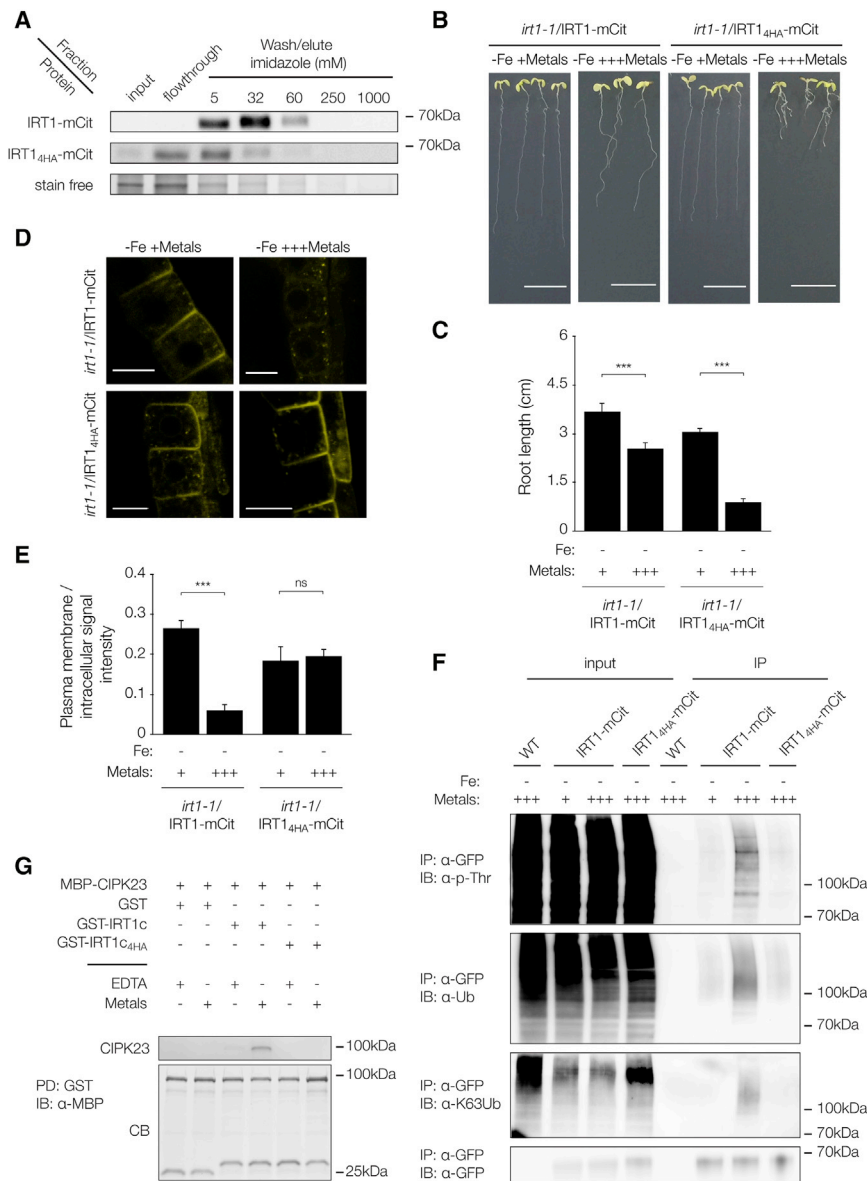 A
Fraction
Protein
input
flowthrough
Wash/elute
imidazole (mM)
5 32 60 250 1000
IRT1-mCit
- 70kDa
IRT14HA-mCit
- 70kDa
stain free
B
irt1-1/IRT1-mCit irt1-1/IRT14HA-mCit
-Fe +Metals -Fe +++Metals -Fe +Metals -Fe +++Metals
C
Root length (cm)
6
4.5
3
1.5
0
*** ***
Fe: - - - -
Metals: + +++ + +++
irt1-1/
IRT1-mCit
irt1-1/
IRT14HA-mCit
D
-Fe +Metals -Fe +++Metals
irt1-1/IRT1-mCit
irt1-1/IRT14HA-mCit
E
Plasma membrane /
intracellular signal
intensity
0.4
0.3
0.2
0.1
0
*** ns
Fe: - - - -
Metals: + +++ + +++
irt1-1/
IRT1-mCit
irt1-1/
IRT14HA-mCit
F
input IP
WT IRT1-mCit IRT14HA-mCit WT IRT1-mCit IRT14HA-mCit
Fe: - - - - - -
Metals: +++ + +++ +++ +++ + +++ +++
IP: α-GFP
IB: α-p-Thr
- 100kDa
- 70kDa
IP: α-GFP
IB: α-Ub
- 100kDa
- 70kDa
IP: α-GFP
IB: α-K63Ub
- 100kDa
- 70kDa
IP: α-GFP
IB: α-GFP
- 70kDa
G
MBP-CIPK23 + + + + + +
GST + + - - - -
GST-IRT1c - - + + - -
GST-IRT1c4HA - - - - + +
EDTA + - + - + -
Metals - + - + - +
CIPK23
-100kDa
PD: GST
IB: α-MBP
CB
-100kDa
-25kDa